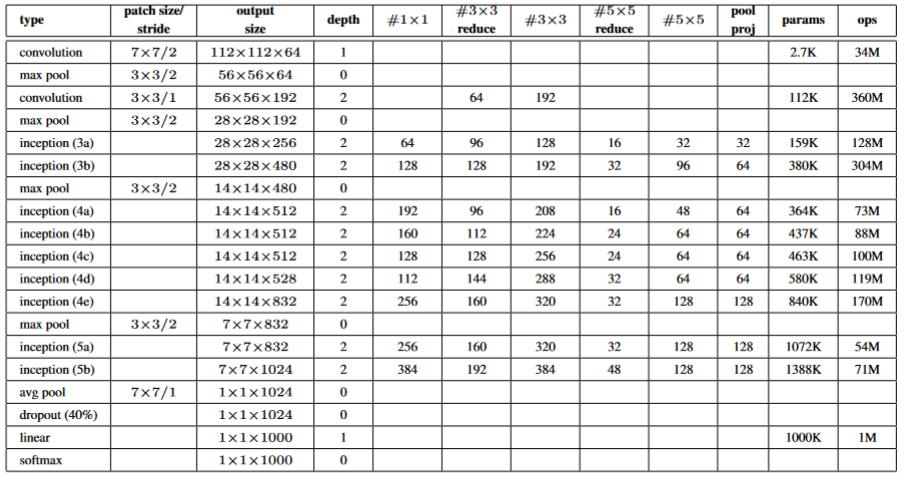 type patch size/ stride output size depth #1×1 #3×3 reduce #3×3 #5×5 reduce #5×5 pool proj params ops
convolution 7×7/2 112×112×64 1 2.7K 34M
max pool 3×3/2 56×56×64 0
convolution 3×3/1 56×56×192 2 64 192 112K 360M
max pool 3×3/2 28×28×192 0
inception (3a) 28×28×256 2 64 96 128 16 32 32 159K 128M
inception (3b) 28×28×480 2 128 128 192 32 96 64 380K 304M
max pool 3×3/2 14×14×480 0
inception (4a) 14×14×512 2 192 96 208 16 48 64 364K 73M
inception (4b) 14×14×512 2 160 112 224 24 64 64 437K 88M
inception (4c) 14×14×512 2 128 128 256 24 64 64 463K 100M
inception (4d) 14×14×528 2 112 144 288 32 64 64 580K 119M
inception (4e) 14×14×832 2 256 160 320 32 128 128 840K 170M
max pool 3×3/2 7×7×832 0
inception (5a) 7×7×832 2 256 160 320 32 128 128 1072K 54M
inception (5b) 7×7×1024 2 384 192 384 48 128 128 1388K 71M
avg pool 7×7/1 1×1×1024 0
dropout (40%) 1×1×1024 0
linear 1×1×1000 1 1000K 1M
softmax 1×1×1000 0